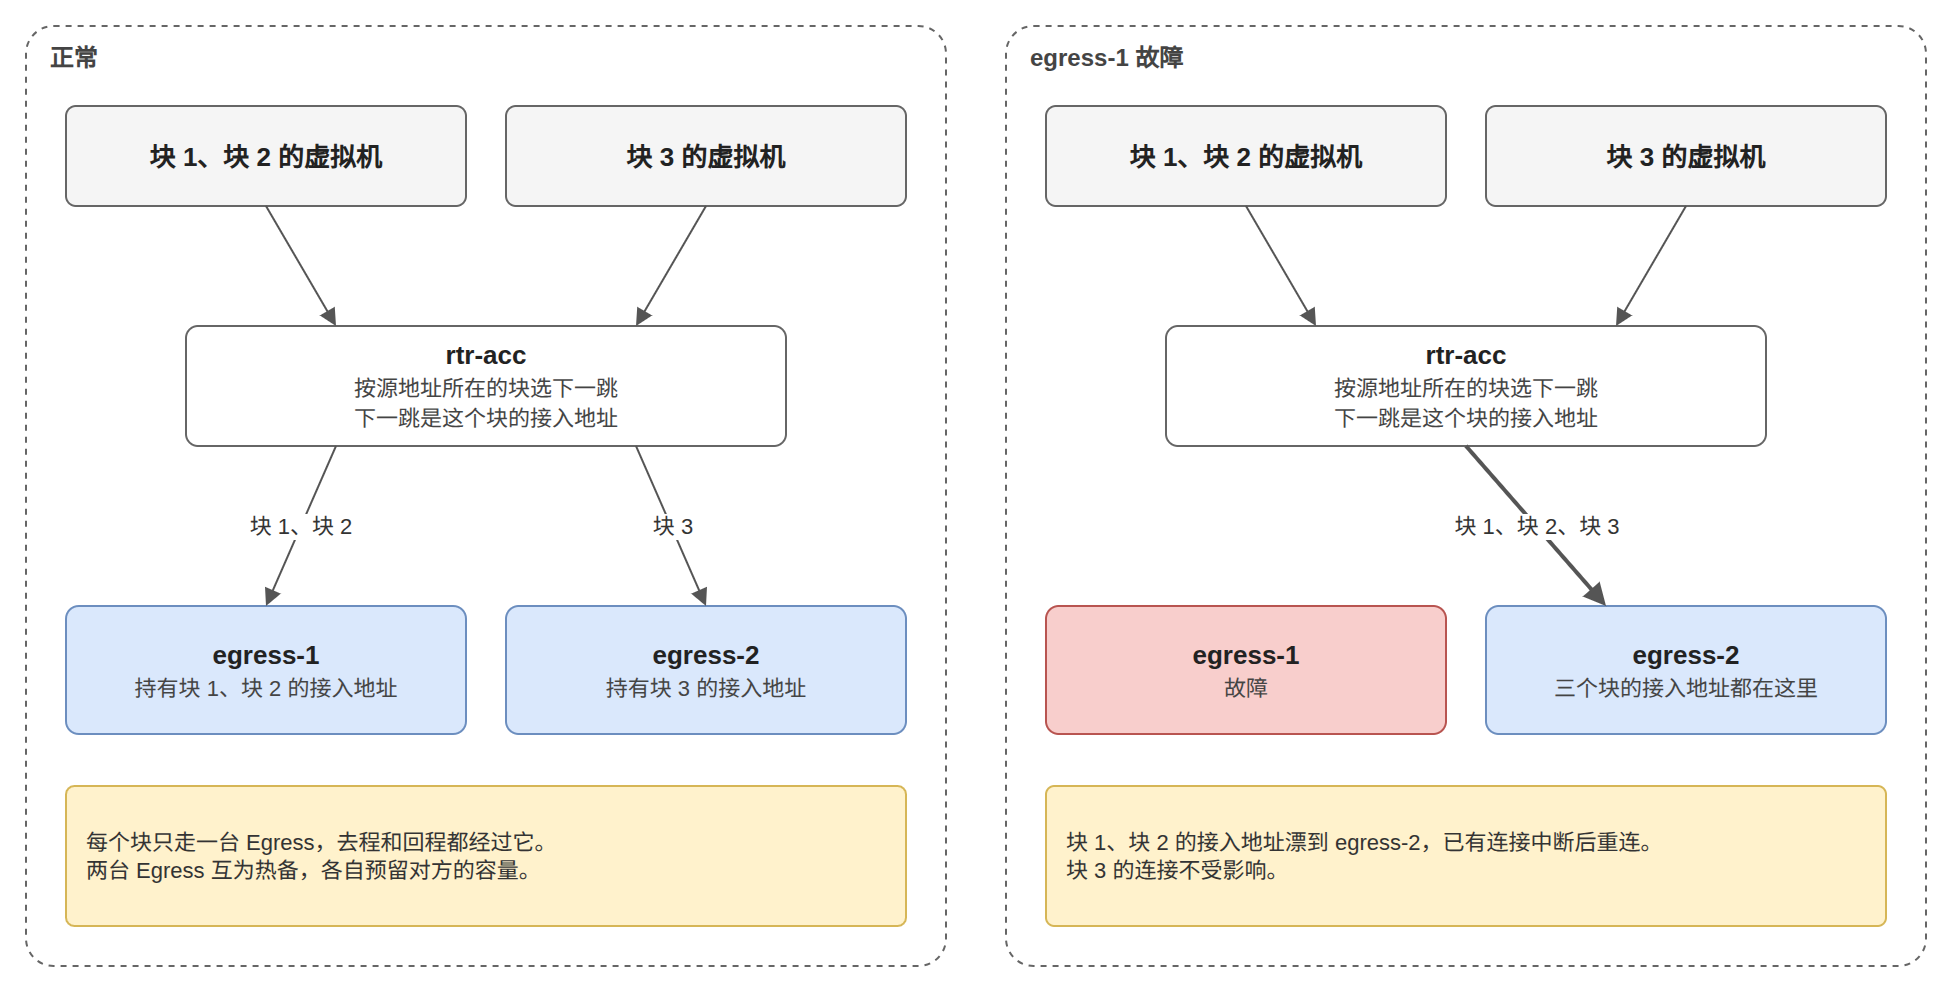 正常
块 1、块 2 的虚拟机
块 3 的虚拟机
rtr-acc
按源地址所在的块选下一跳
下一跳是这个块的接入地址
块 1、块 2
块 3
egress-1
持有块 1、块 2 的接入地址
egress-2
持有块 3 的接入地址
每个块只走一台 Egress，去程和回程都经过它。
两台 Egress 互为热备，各自预留对方的容量。
egress-1 故障
块 1、块 2 的虚拟机
块 3 的虚拟机
rtr-acc
按源地址所在的块选下一跳
下一跳是这个块的接入地址
块 1、块 2、块 3
egress-1
故障
egress-2
三个块的接入地址都在这里
块 1、块 2 的接入地址漂到 egress-2，已有连接中断后重连。
块 3 的连接不受影响。